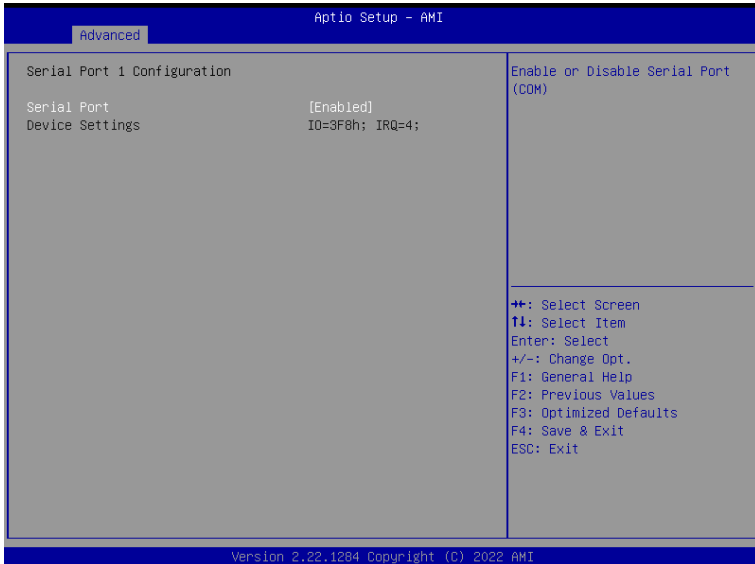 Aptio Setup – AMI
Advanced
Serial Port 1 Configuration
Serial Port [Enabled]
Device Settings IO=3F8h; IRQ=4;
Enable or Disable Serial Port
(COM)
→←: Select Screen
↑↓: Select Item
Enter: Select
+/-: Change Opt.
F1: General Help
F2: Previous Values
F3: Optimized Defaults
F4: Save & Exit
ESC: Exit
Version 2.22.1284 Copyright (C) 2022 AMI